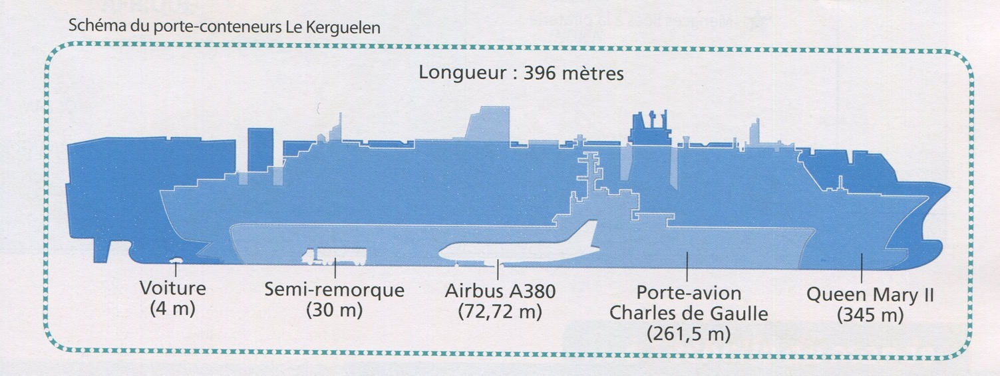 Schéma du porte-conteneurs Le Kerguelen
Longueur : 396 mètres
Voiture
(4 m)
Semi-remorque
(30 m)
Airbus A380
(72,72 m)
Porte-avion
Charles de Gaulle
(261,5 m)
Queen Mary II
(345 m)